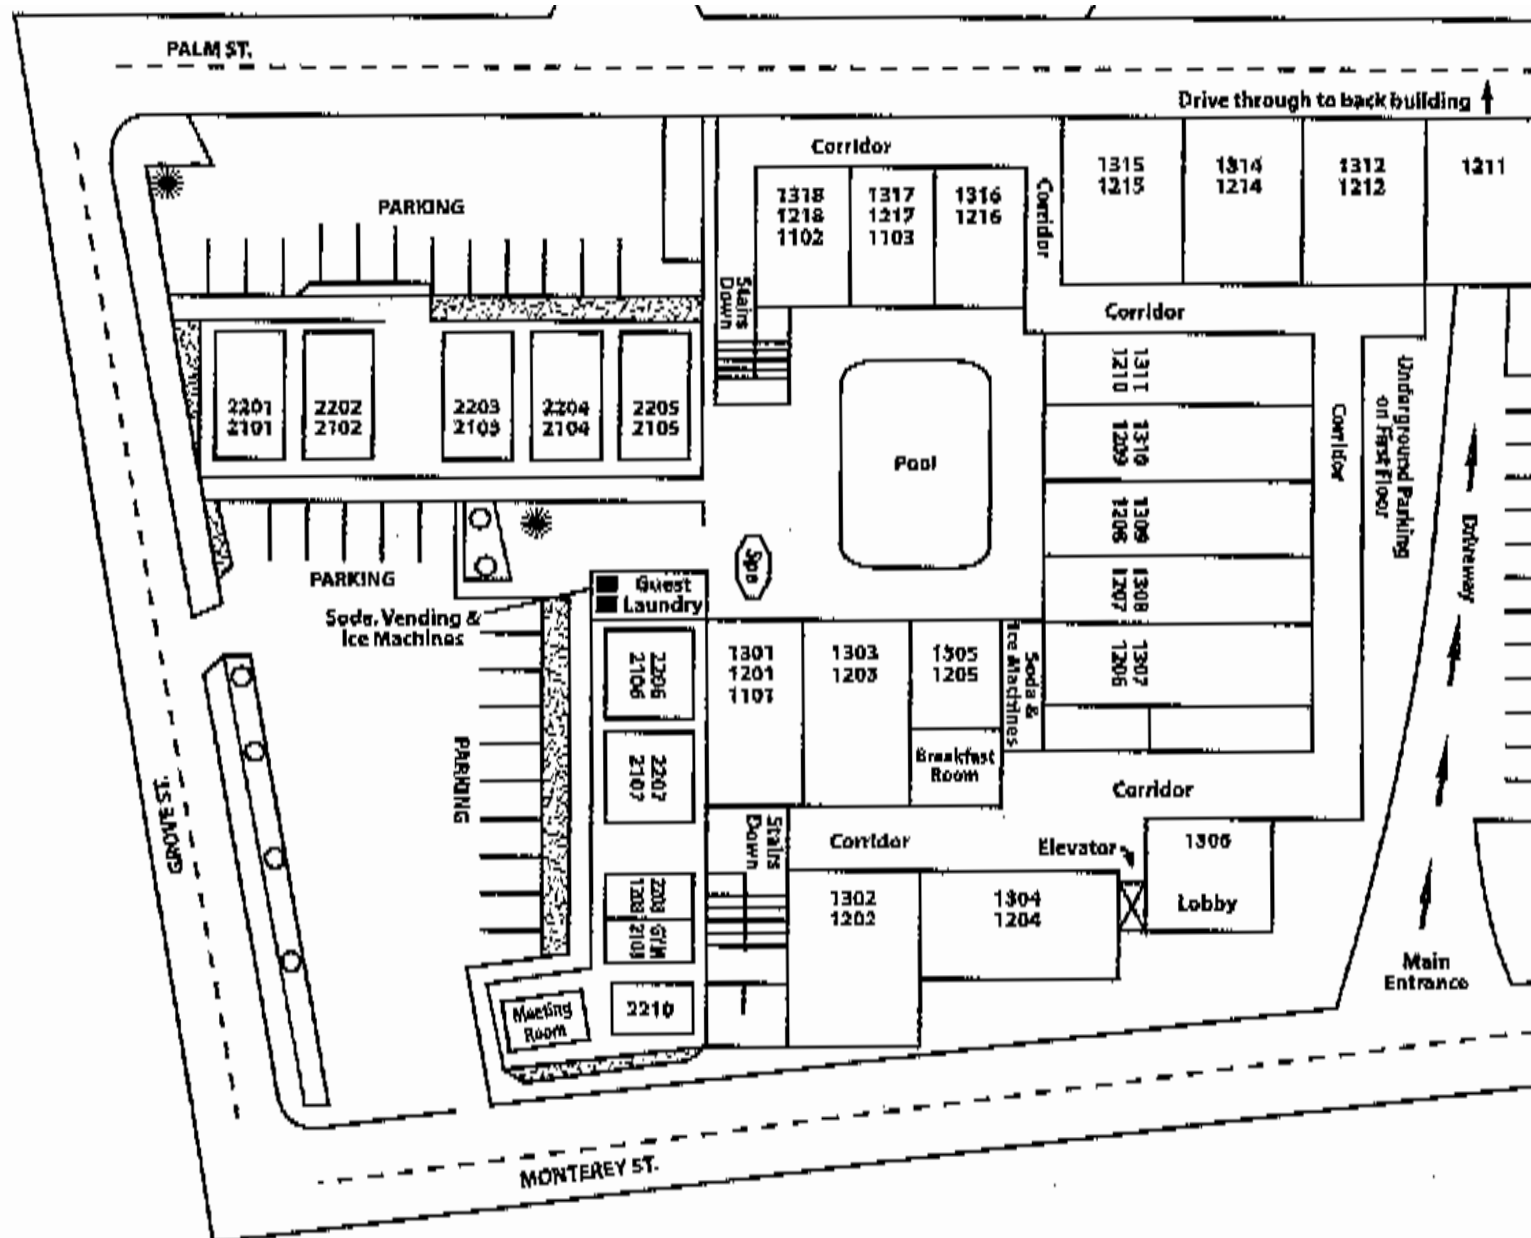 PALM ST.
Drive through to back building
Corridor
1315
1215
1314
1214
1312
1212
1211
1318
1218
1102
1317
1217
1103
1316
1216
Corridor
PARKING
Stairs
Down
Corridor
2201
2101
2202
2102
2203
2103
2204
2104
2205
2105
Pool
1311
1210
1310
1209
1309
1308
1207
1307
1206
Corridor
Underground Parking
on First Floor
Driveway
PARKING
Spa
Guest
Laundry
Soda, Vending &
Ice Machines
2206
2106
1301
1201
1101
1303
1203
1305
1205
Soda &
Ice Machines
Breakfast
Room
PARKING
2207
2107
GROVE ST.
Corridor
Stairs
Down
Corridor
Elevator
1306
Lobby
2208
GYM
1302
1202
1304
1204
Main
Entrance
Meeting
Room
2210
MONTEREY ST.